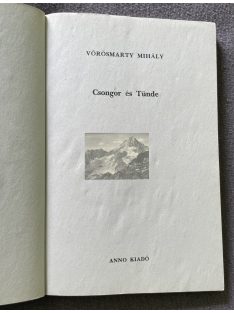 VÖRÖSMARTY MIHÁLY
Csongor és Tünde
ANNO KIADÓ